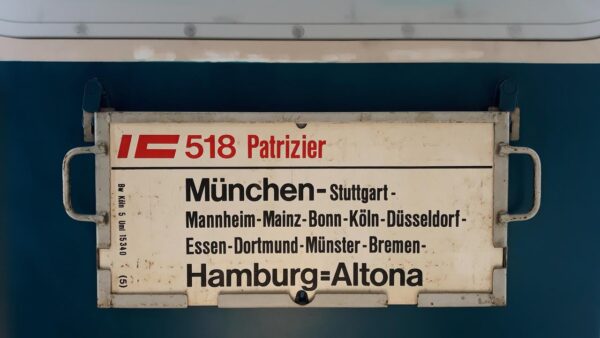 IC 518 Patrizier
München-Stuttgart-
Mannheim-Mainz-Bonn-Köln-Düsseldorf-
Essen-Dortmund-Münster-Bremen-
Hamburg=Altona
Bw Köln 5 Uml 15340 (5)